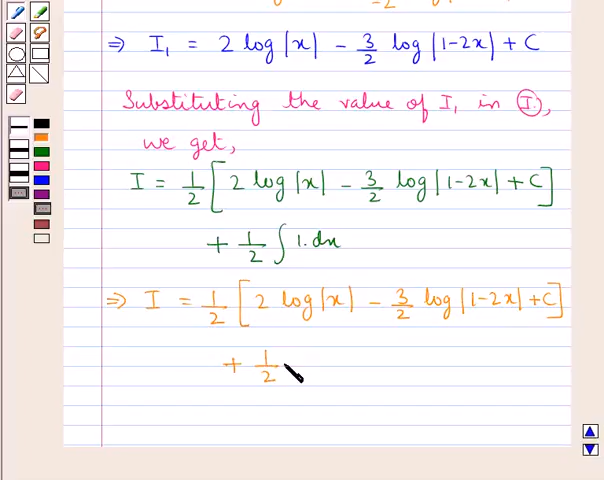 ⇒ I₁ = 2 log|x| - 3/2 log|1-2x| + C
Substituting the value of I₁ in Ⓘ,
we get,
I = 1/2 [2 log|x| - 3/2 log|1-2x| + C]
+ 1/2 ∫ 1.dx
⇒ I = 1/2 [2 log|x| - 3/2 log|1-2x| + C]
+ 1/2